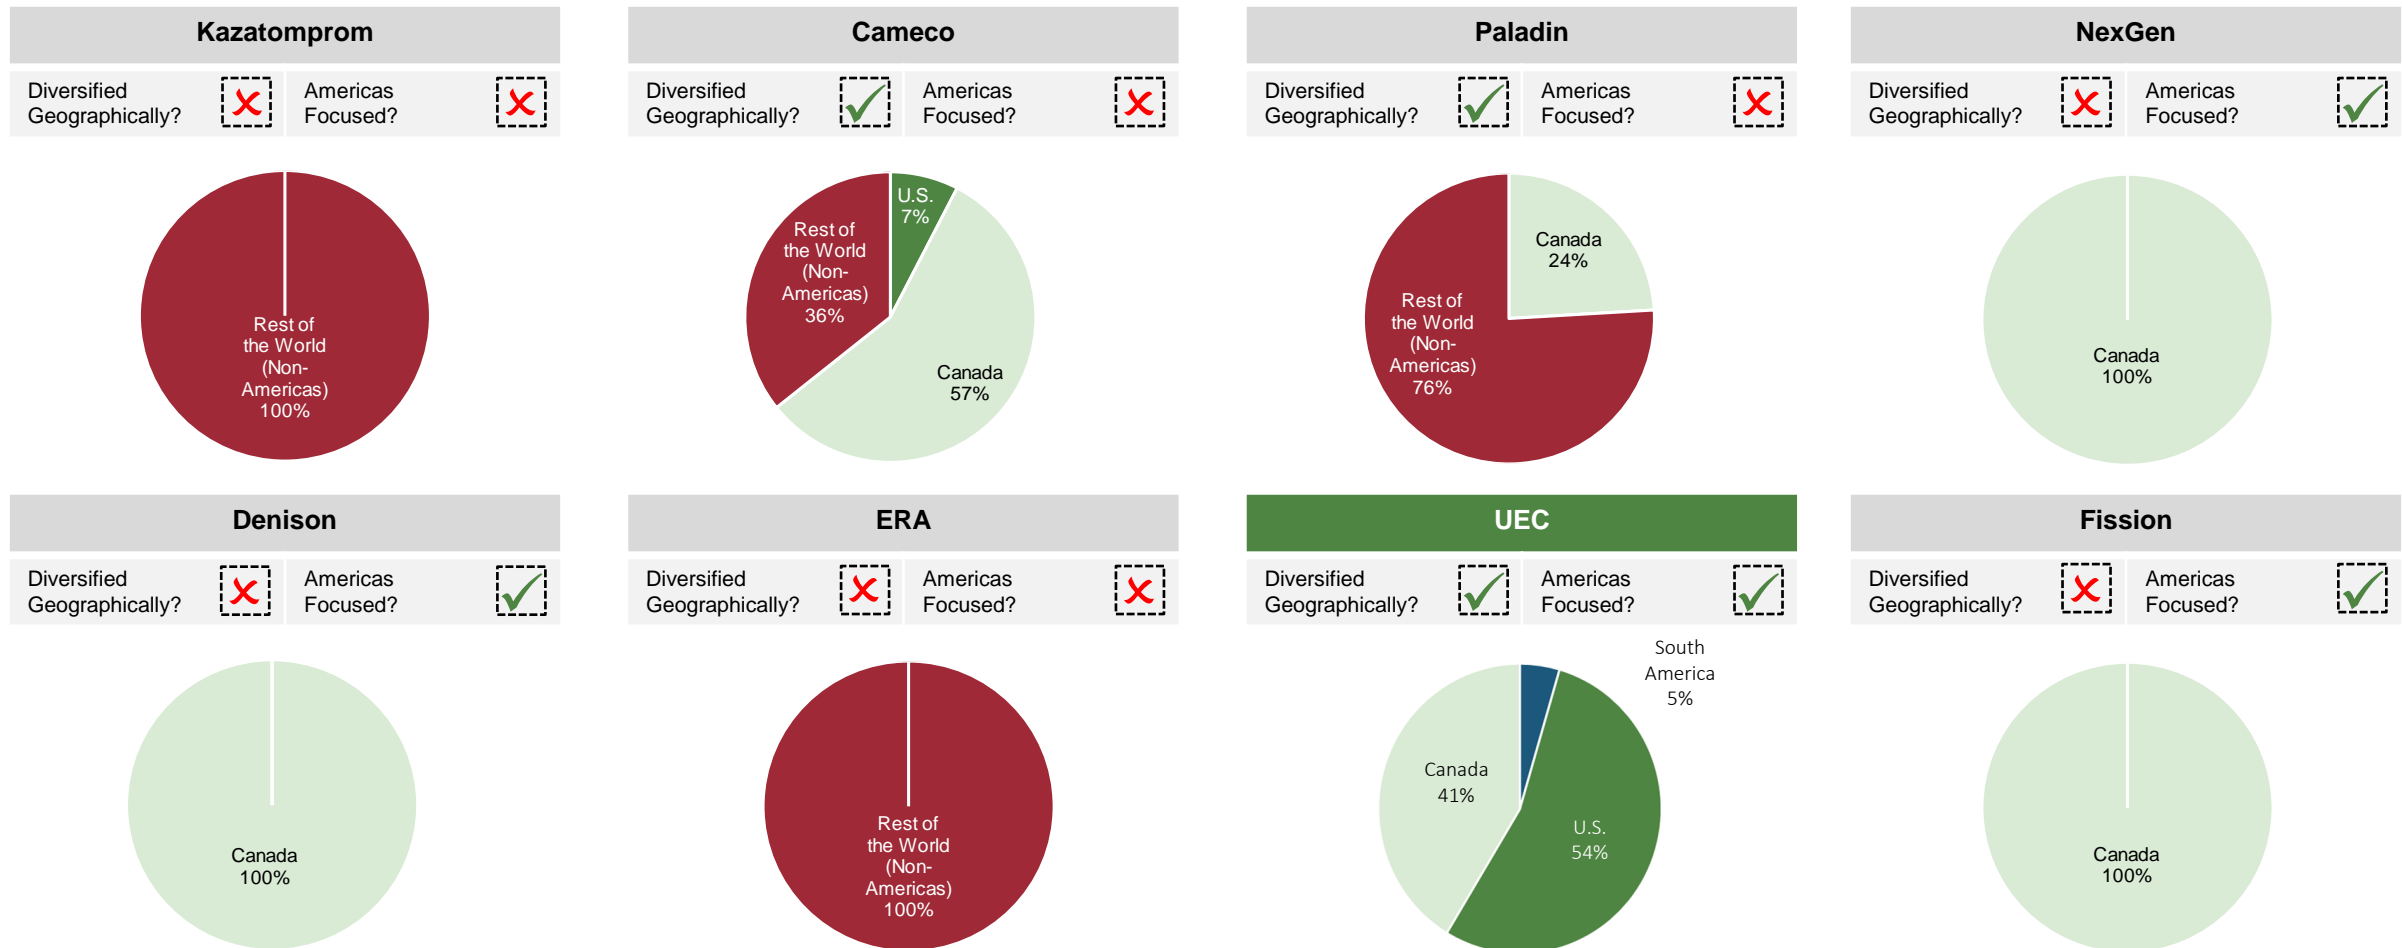 Kazatomprom
Diversified
Geographically?
Americas
Focused?
Rest of
the World
(Non-
Americas)
100%
Cameco
Diversified
Geographically?
Americas
Focused?
U.S.
7%
Rest of
the World
(Non-
Americas)
36%
Canada
57%
Paladin
Diversified
Geographically?
Americas
Focused?
Canada
24%
Rest of
the World
(Non-
Americas)
76%
NexGen
Diversified
Geographically?
Americas
Focused?
Canada
100%
Denison
Diversified
Geographically?
Americas
Focused?
Canada
100%
ERA
Diversified
Geographically?
Americas
Focused?
Rest of
the World
(Non-
Americas)
100%
UEC
Diversified
Geographically?
Americas
Focused?
South
America
5%
Canada
41%
U.S.
54%
Fission
Diversified
Geographically?
Americas
Focused?
Canada
100%